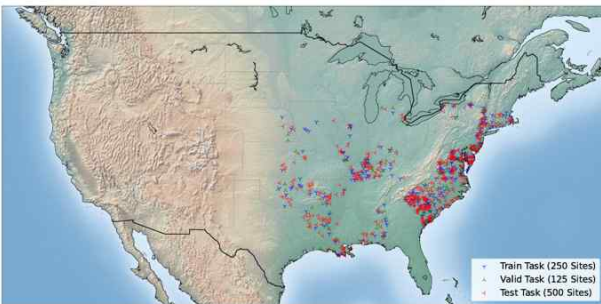 Train Task (250 Sites)
Valid Task (125 Sites)
Test Task (500 Sites)